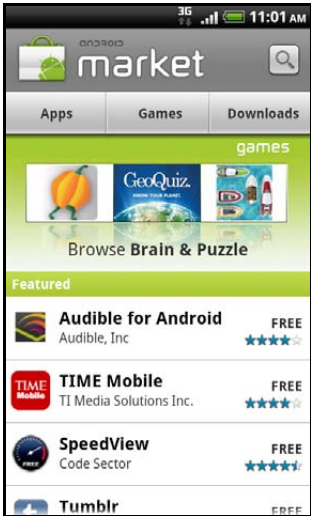 3G 11:01 AM
android
market
Apps Games Downloads
games
GeoQuiz.
KNOW YOUR PLANET.
Browse Brain & Puzzle
Featured
Audible for Android
FREE
Audible, Inc
TIME
Mobile
TIME Mobile
FREE
TI Media Solutions Inc.
FREE
SpeedView
FREE
Code Sector
Tumblr
FREE